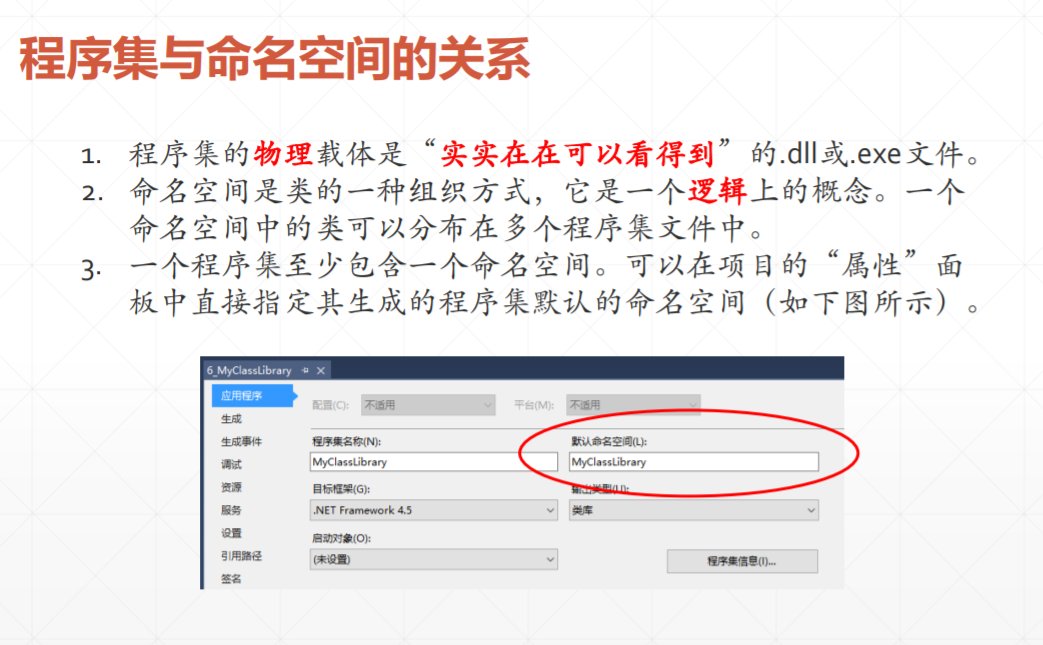 程序集与命名空间的关系
1. 程序集的物理载体是“实实在在可以看得到”的.dll或.exe文件。
2. 命名空间是类的一种组织方式，它是一个逻辑上的概念。一个
命名空间中的类可以分布在多个程序集文件中。
3. 一个程序集至少包含一个命名空间。可以在项目的“属性”面
板中直接指定其生成的程序集默认的命名空间（如下图所示）。
6_MyClassLibrary
应用程序
配置(C): 不适用 平台(M): 不适用
生成
生成事件
程序集名称(N): 默认命名空间(L):
调试
MyClassLibrary MyClassLibrary
资源
目标框架(G): 输出类型(U):
服务
.NET Framework 4.5 类库
设置
启动对象(O):
引用路径
(未设置) 程序集信息(I)...
签名